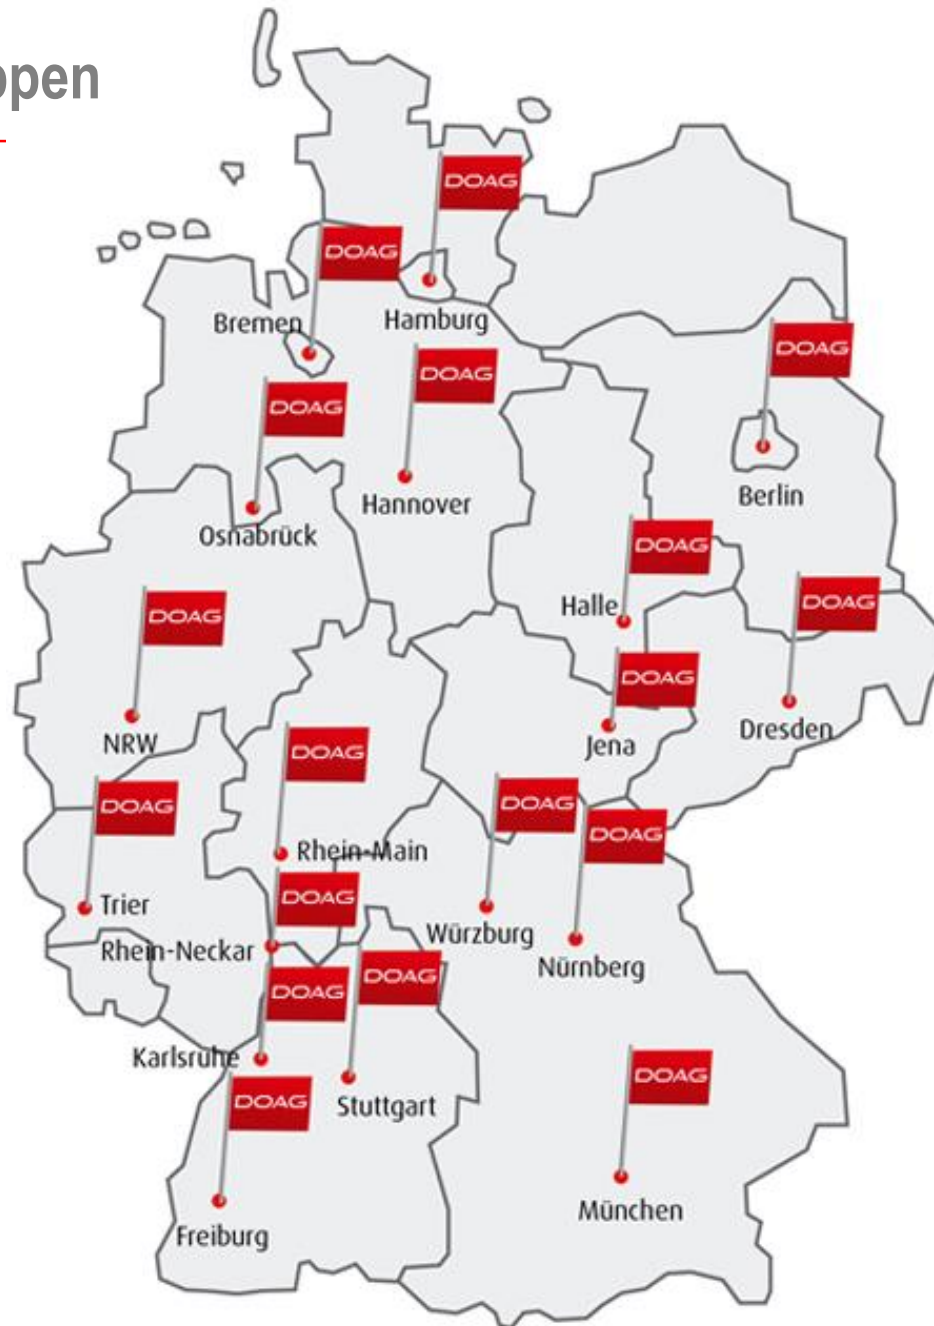 ppen
DOAG
DOAG
Bremen
Hamburg
DOAG
DOAG
DOAG
Berlin
Hannover
Osnabrück
DOAG
Halle
DOAG
DOAG
DOAG
NRW
Jena
Dresden
DOAG
DOAG
DOAG
DOAG
Rhein-Main
DOAG
Trier
Würzburg
Rhein-Neckar
Nürnberg
DOAG
DOAG
Karlsruhe
DOAG
DOAG
Stuttgart
München
Freiburg